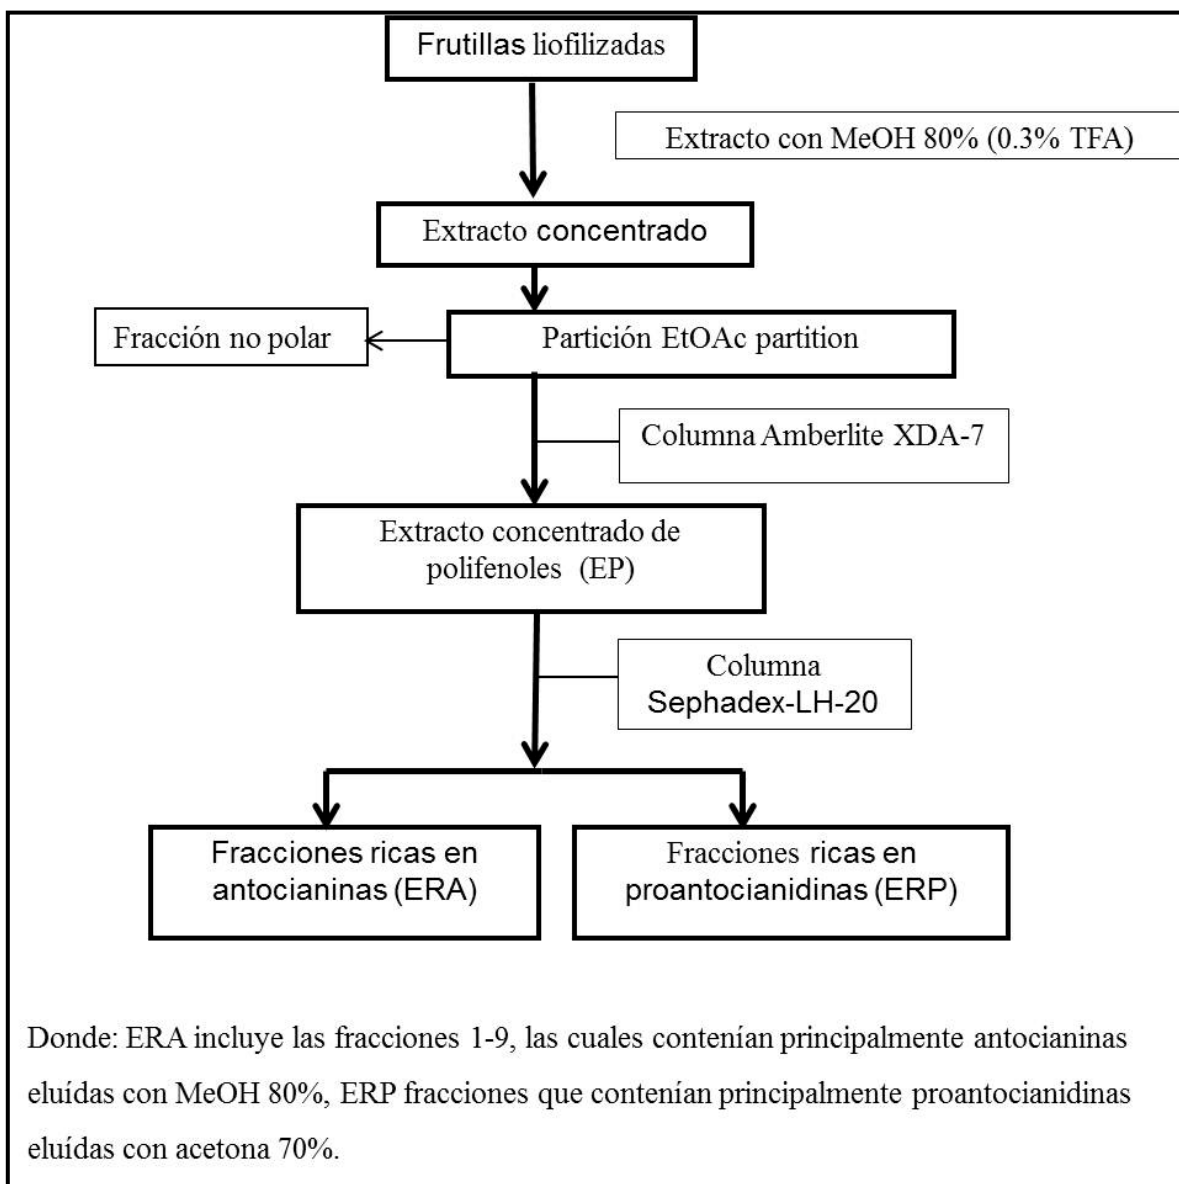 Frutillas liofilizadas
Extracto con MeOH 80% (0.3% TFA)
Extracto concentrado
Fracción no polar
Partición EtOAc partition
Columna Amberlite XDA-7
Extracto concentrado de
polifenoles (EP)
Columna
Sephadex-LH-20
Fracciones ricas en
antocianinas (ERA)
Fracciones ricas en
proantocianidinas (ERP)
Donde: ERA incluye las fracciones 1-9, las cuales contenían principalmente antocianinas
eluídas con MeOH 80%, ERP fracciones que contenían principalmente proantocianidinas
eluídas con acetona 70%.